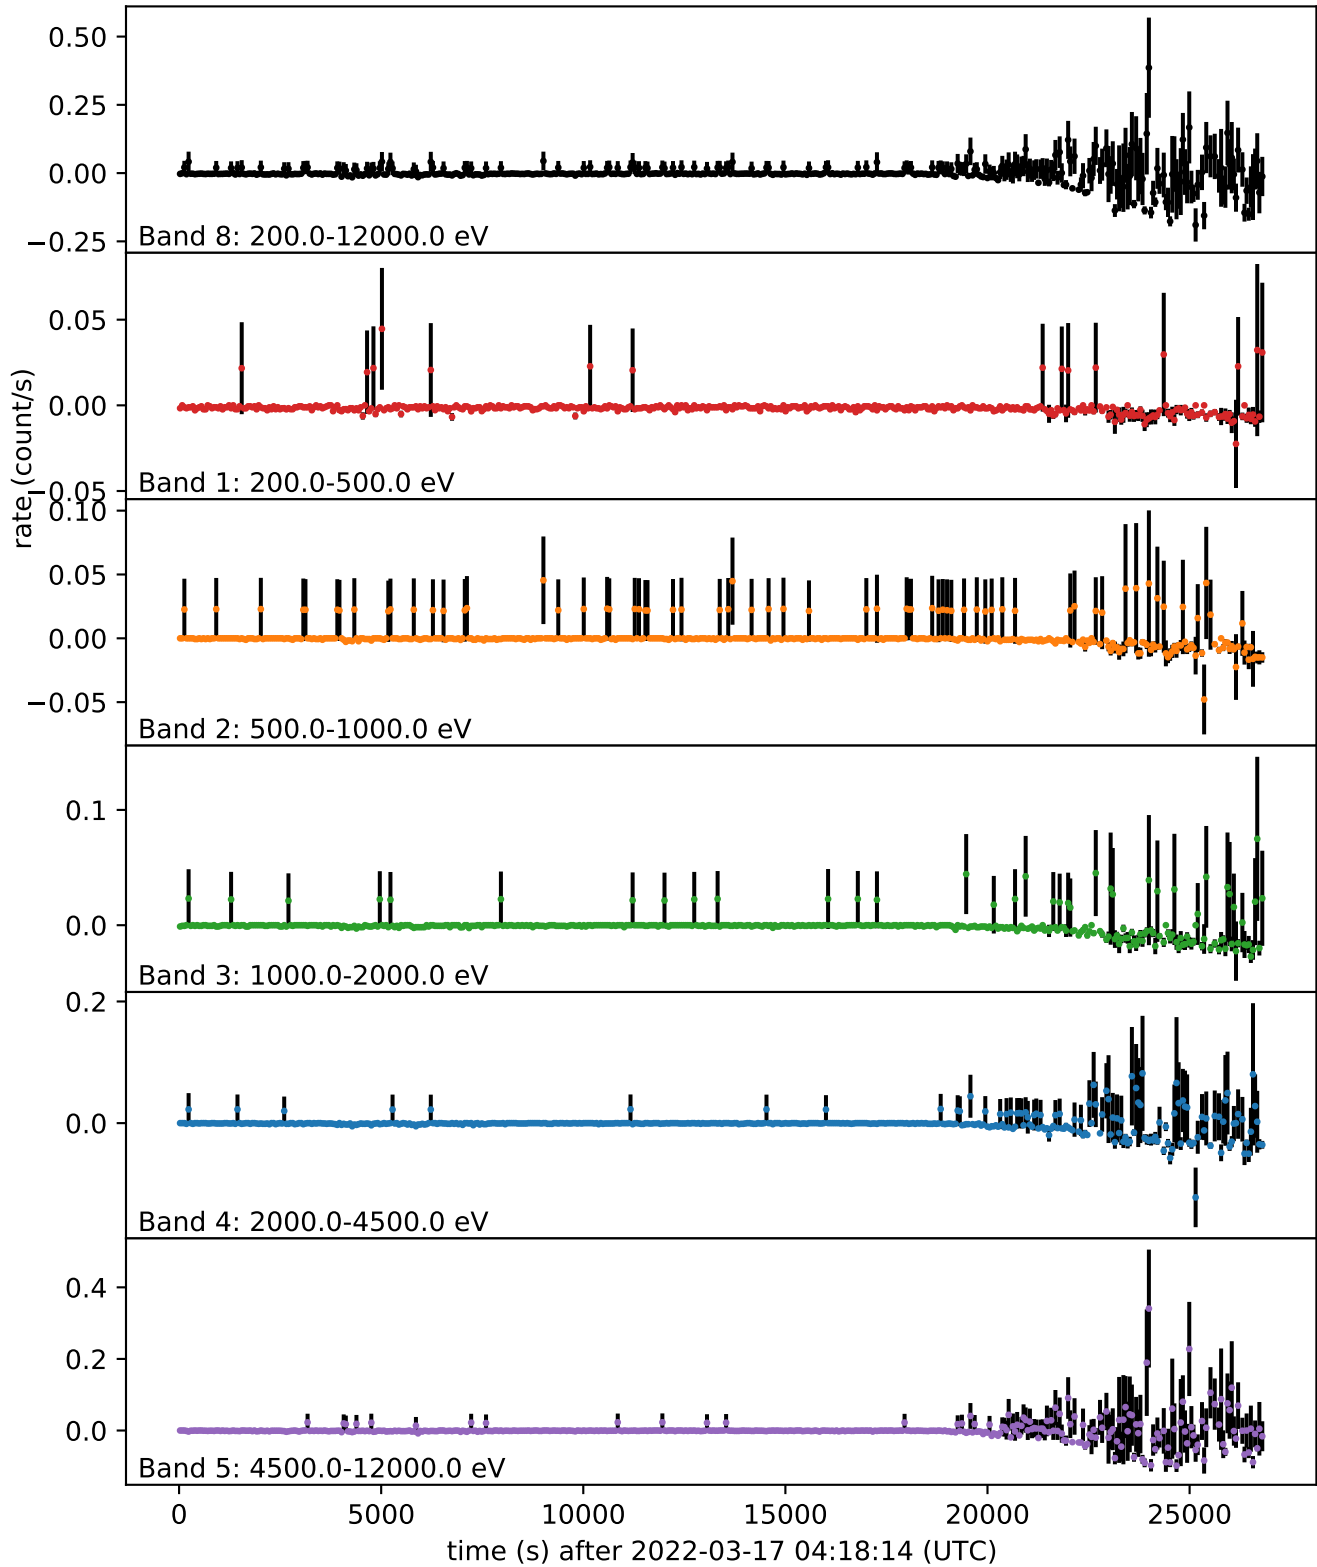 0.50
0.25
0.00
−0.25
Band 8: 200.0-12000.0 eV
0.05
0.00
−0.05
Band 1: 200.0-500.0 eV
rate (count/s)
0.10
0.05
0.00
−0.05
Band 2: 500.0-1000.0 eV
0.1
0.0
Band 3: 1000.0-2000.0 eV
0.2
0.0
Band 4: 2000.0-4500.0 eV
0.4
0.2
0.0
Band 5: 4500.0-12000.0 eV
0 5000 10000 15000 20000 25000
time (s) after 2022-03-17 04:18:14 (UTC)